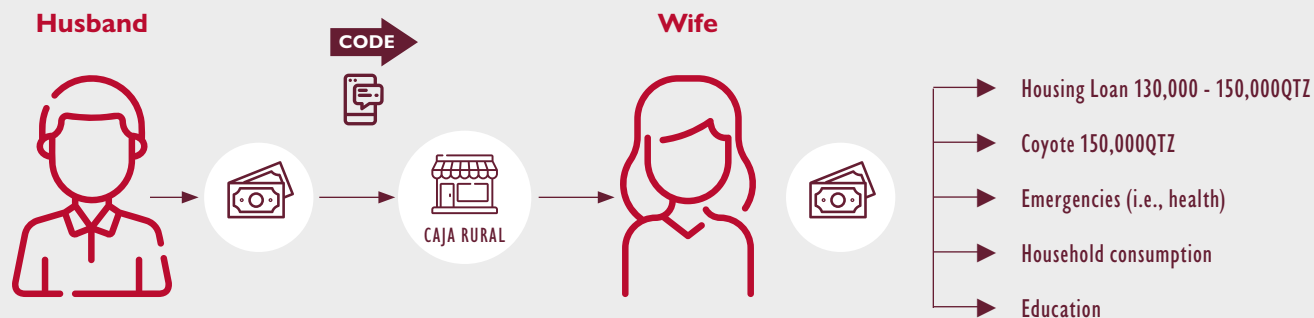 Husband
CODE
Wife
CAJA RURAL
Housing Loan 130,000 - 150,000QTZ
Coyote 150,000QTZ
Emergencies (i.e., health)
Household consumption
Education